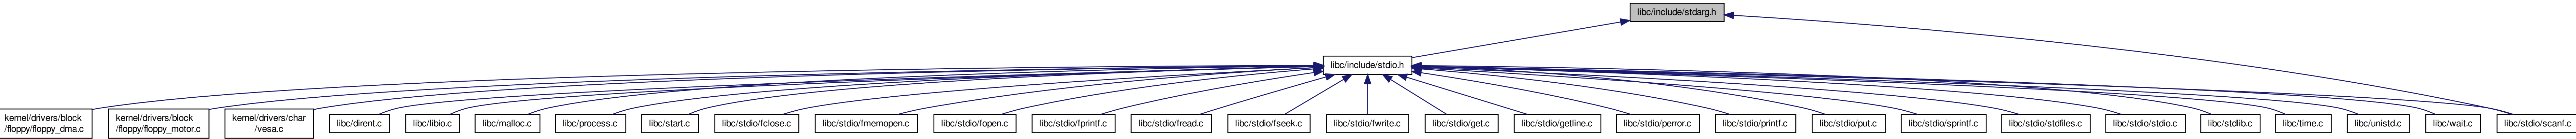 libc/include/stdarg.h
libc/include/stdio.h
kernel/drivers/block
/floppy/floppy_dma.c
kernel/drivers/block
/floppy/floppy_motor.c
kernel/drivers/char
/vesa.c
libc/dirent.c
libc/libio.c
libc/malloc.c
libc/process.c
libc/start.c
libc/stdio/fclose.c
libc/stdio/fmemopen.c
libc/stdio/fopen.c
libc/stdio/fprintf.c
libc/stdio/fread.c
libc/stdio/fseek.c
libc/stdio/fwrite.c
libc/stdio/get.c
libc/stdio/getline.c
libc/stdio/perror.c
libc/stdio/printf.c
libc/stdio/put.c
libc/stdio/sprintf.c
libc/stdio/stdfiles.c
libc/stdio/stdio.c
libc/stdlib.c
libc/time.c
libc/unistd.c
libc/wait.c
libc/stdio/scanf.c